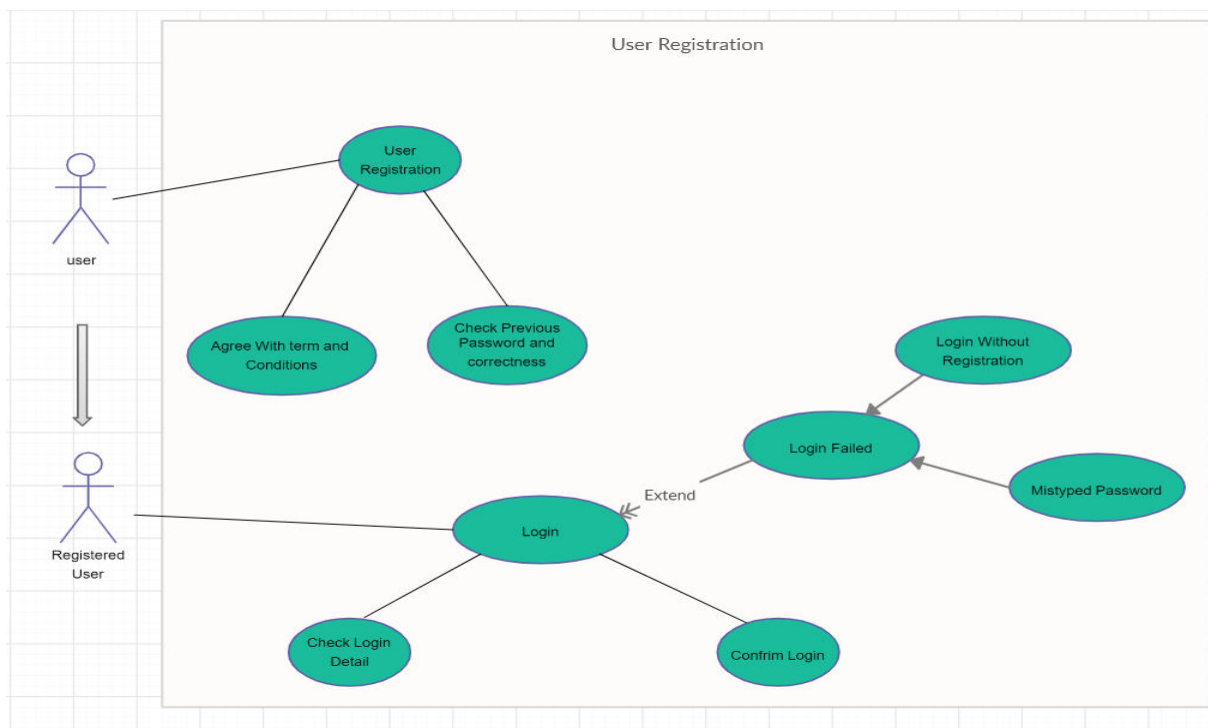 User Registration
User
Registration
user
Agree With term and
Conditions
Check Previous
Password and
correctness
Login Without
Registration
Login Failed
Mistyped Password
Extend
Login
Registered
User
Check Login
Detail
Confrim Login